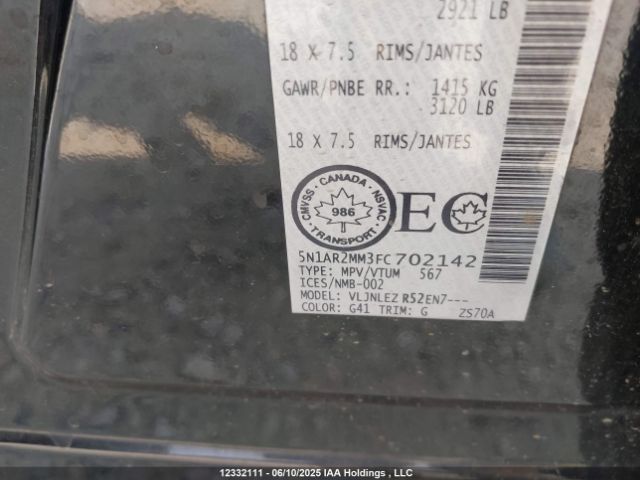 2921 LB
18 X 7.5 RIMS/JANTES
GAWR/PNBE RR.: 1415 KG
3120 LB
18 X 7.5 RIMS/JANTES
CMVSS - CANADA - NSVAC
986
TRANSPORT
EC
5N1AR2MM3FC702142
TYPE: MPV/VTUM 567
ICES/NMB-002
MODEL: VLJNLEZ R52EN7---
COLOR: G41 TRIM: G ZS70A
12332111 - 06/10/2025 IAA Holdings , LLC